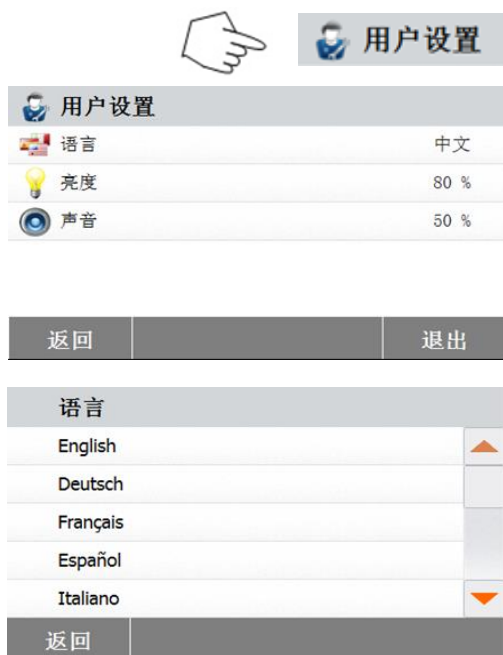 用户设置
用户设置
语言 中文
亮度 80 %
声音 50 %
返回 退出
语言
English
Deutsch
Français
Español
Italiano
返回